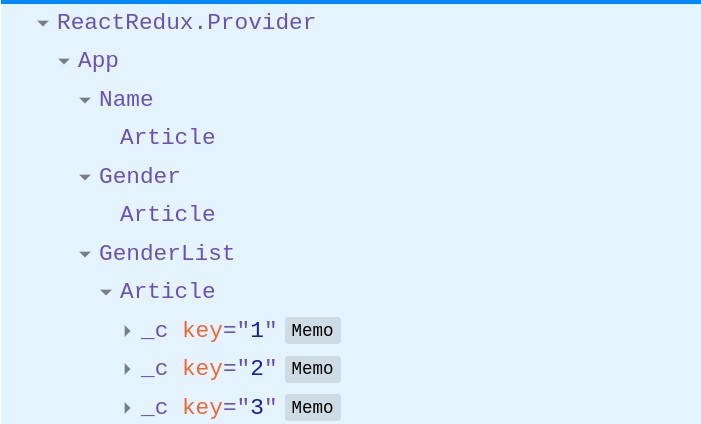 ReactRedux.Provider
App
Name
Article
Gender
Article
GenderList
Article
_c key="1" Memo
_c key="2" Memo
_c key="3" Memo